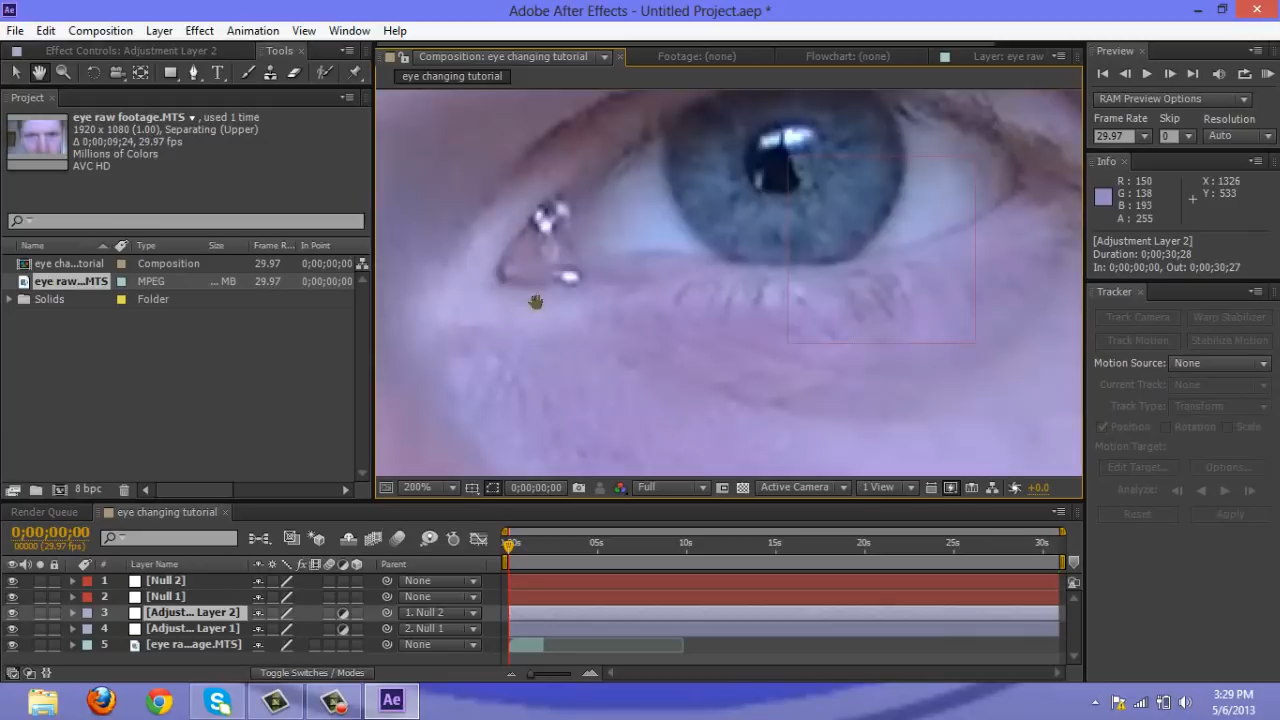 Adobe After Effects - Untitled Project.aep *
File Edit Composition Layer Effect Animation View Window Help
Effect Controls: Adjustment Layer 2 Tools
Composition: eye changing tutorial Footage: (none) Flowchart: (none) Layer: eye raw
Preview
eye changing tutorial
Project
eye raw footage.MTS , used 1 time
1920 x 1080 (1.00), Separating (Upper)
Δ 0;00;09;24, 29.97 fps
Millions of Colors
AVC HD
RAM Preview Options
Frame Rate Skip Resolution
29.97 0 Auto
Info
R: 150 X: 1326
G: 138 Y: 533
B: 193
A: 255
[Adjustment Layer 2]
Duration: 0;00;30;28
In: 0;00;00;00, Out: 0;00;30;27
Name Type Size Frame R... In Point
eye cha...torial Composition 29.97 0;00;00;00
eye raw...MTS MPEG ... MB 29.97 0;00;00;00
Solids Folder
Tracker
Track Camera Warp Stabilizer
Track Motion Stabilize Motion
Motion Source: None
Current Track: None
Track Type: Transform
Position Rotation Scale
Motion Target:
Edit Target... Options...
Analyze:
Reset Apply
8 bpc
200% 0;00;00;00 Full Active Camera 1 View +0.0
Render Queue eye changing tutorial
0;00;00;00
00000 (29.97 fps)
05s 10s 15s 20s 25s 30s
# Layer Name Parent
1 [Null 2] None
2 [Null 1] None
3 [Adjust... Layer 2] 1. Null 2
4 [Adjust... Layer 1] 2. Null 1
5 [eye ra...age.MTS] None
Toggle Switches / Modes
3:29 PM
5/6/2013